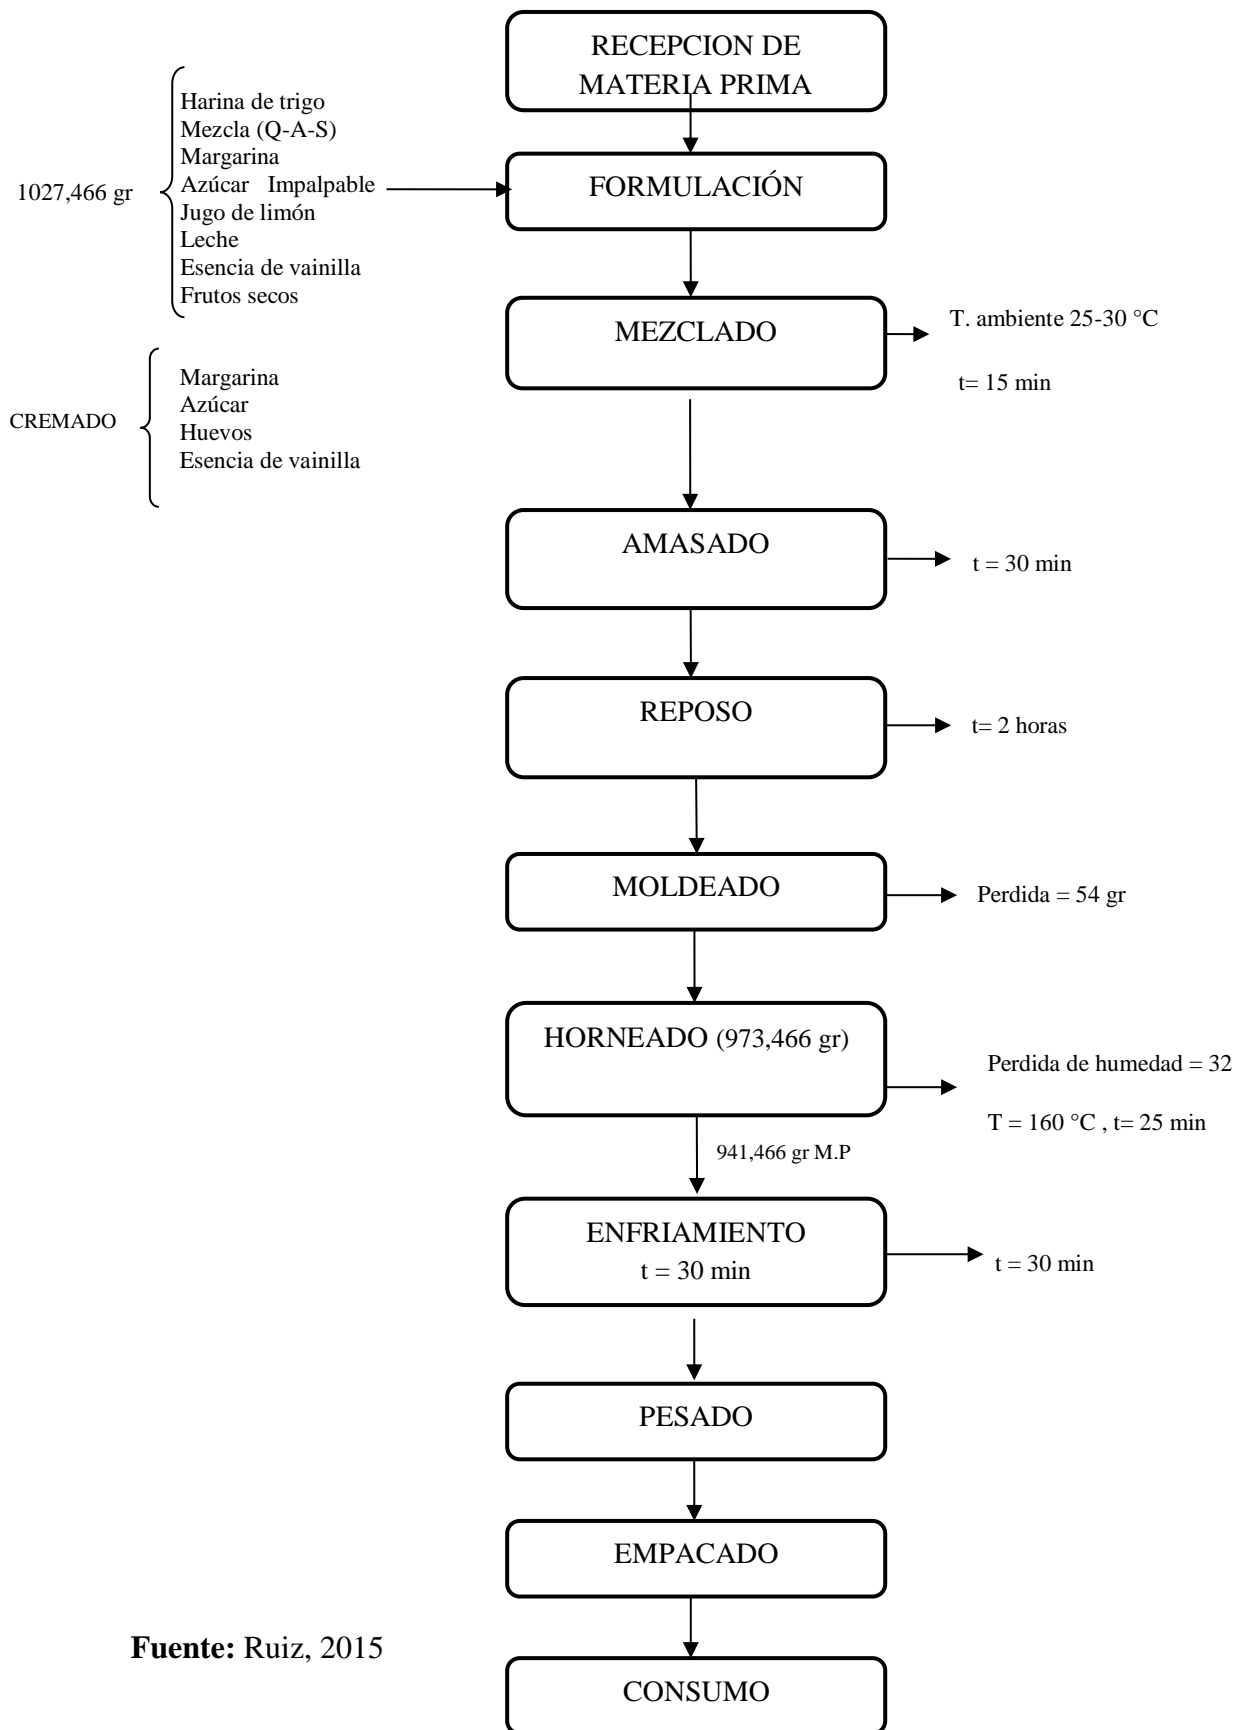 RECEPCION DE
MATERIA PRIMA
1027,466 gr
Harina de trigo
Mezcla (Q-A-S)
Margarina
Azúcar Impalpable
Jugo de limón
Leche
Esencia de vainilla
Frutos secos
FORMULACIÓN
MEZCLADO
T. ambiente 25-30 °C
t= 15 min
CREMADO
Margarina
Azúcar
Huevos
Esencia de vainilla
AMASADO
t = 30 min
REPOSO
t= 2 horas
MOLDEADO
Perdida = 54 gr
HORNEADO (973,466 gr)
Perdida de humedad = 32
T = 160 °C , t= 25 min
941,466 gr M.P
ENFRIAMIENTO
t = 30 min
t = 30 min
PESADO
EMPACADO
Fuente: Ruiz, 2015
CONSUMO